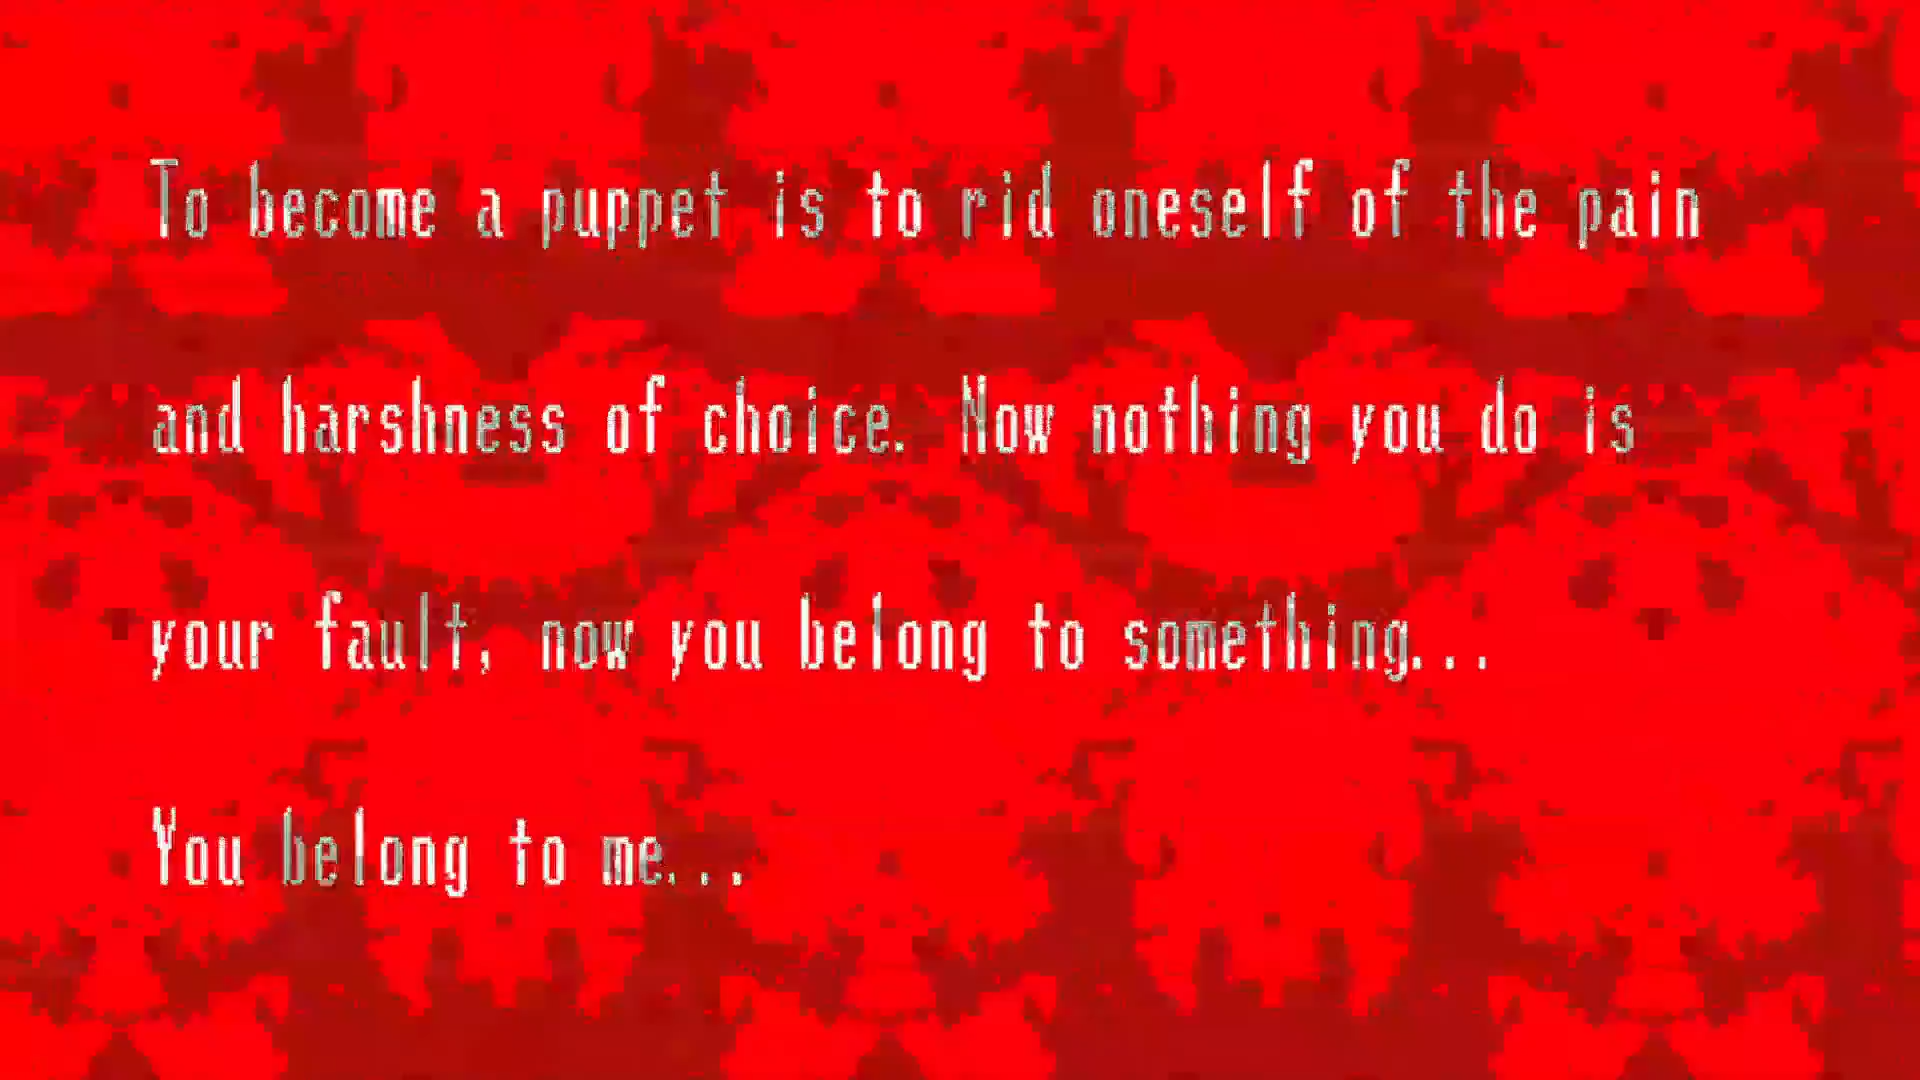 To become a puppet is to rid oneself of the pain
and harshness of choice. Now nothing you do is
your fault, now you belong to something...
You belong to me...